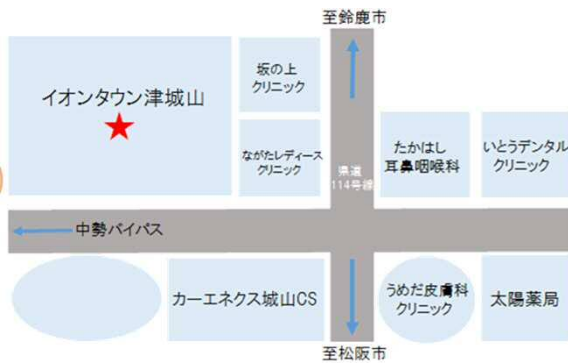 至鈴鹿市
坂の上
クリニック
イオンタウン津城山
ながたレディース
クリニック
県道
114号線
たかはし
耳鼻咽喉科
いとうデンタル
クリニック
中勢バイパス
カーエネクス城山CS
うめだ皮膚科
クリニック
太陽薬局
至松阪市